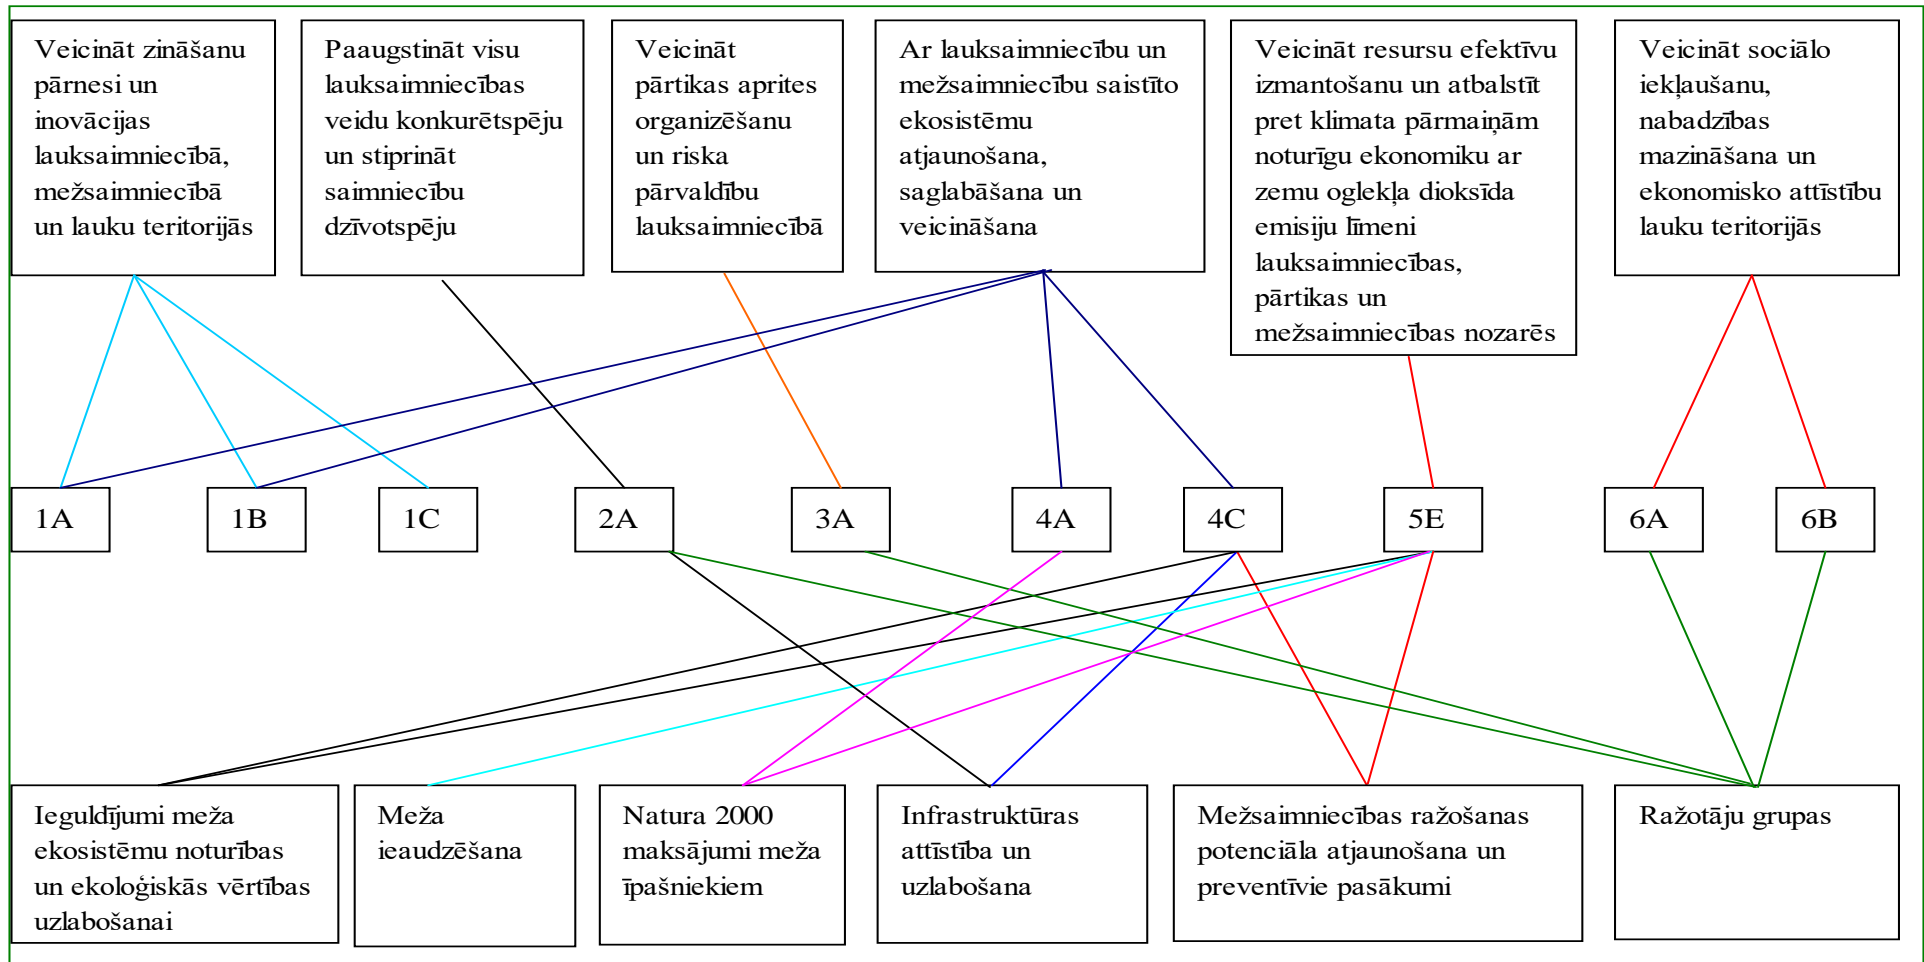 Veicināt zināšanu
pārnesi un
inovācijas
lauksaimniecībā,
mežsaimniecībā
un lauku teritorijās
Paaugstināt visu
lauksaimniecības
veidu konkurētspēju
un stiprināt
saimniecību
dzīvotspēju
Veicināt
pārtikas aprites
organizēšanu
un riska
pārvaldību
lauksaimniecībā
Ar lauksaimniecību un
mežsaimniecību saistīto
ekosistēmu
atjaunošana,
saglabāšana un
veicināšana
Veicināt resursu efektīvu
izmantošanu un atbalstīt
pret klimata pārmaiņām
noturīgu ekonomiku ar
zemu oglekļa dioksīda
emisiju līmeni
lauksaimniecības,
pārtikas un
mežsaimniecības nozarēs
Veicināt sociālo
iekļaušanu,
nabadzības
mazināšana un
ekonomisko attīstību
lauku teritorijās
1A
1B
1C
2A
3A
4A
4C
5E
6A
6B
Ieguldījumi meža
ekosistēmu noturības
un ekoloģiskās vērtības
uzlabošanai
Meža
ieaudzēšana
Natura 2000
maksājumi meža
īpašniekiem
Infrastruktūras
attīstība un
uzlabošana
Mežsaimniecības ražošanas
potenciāla atjaunošana un
preventīvie pasākumi
Ražotāju grupas